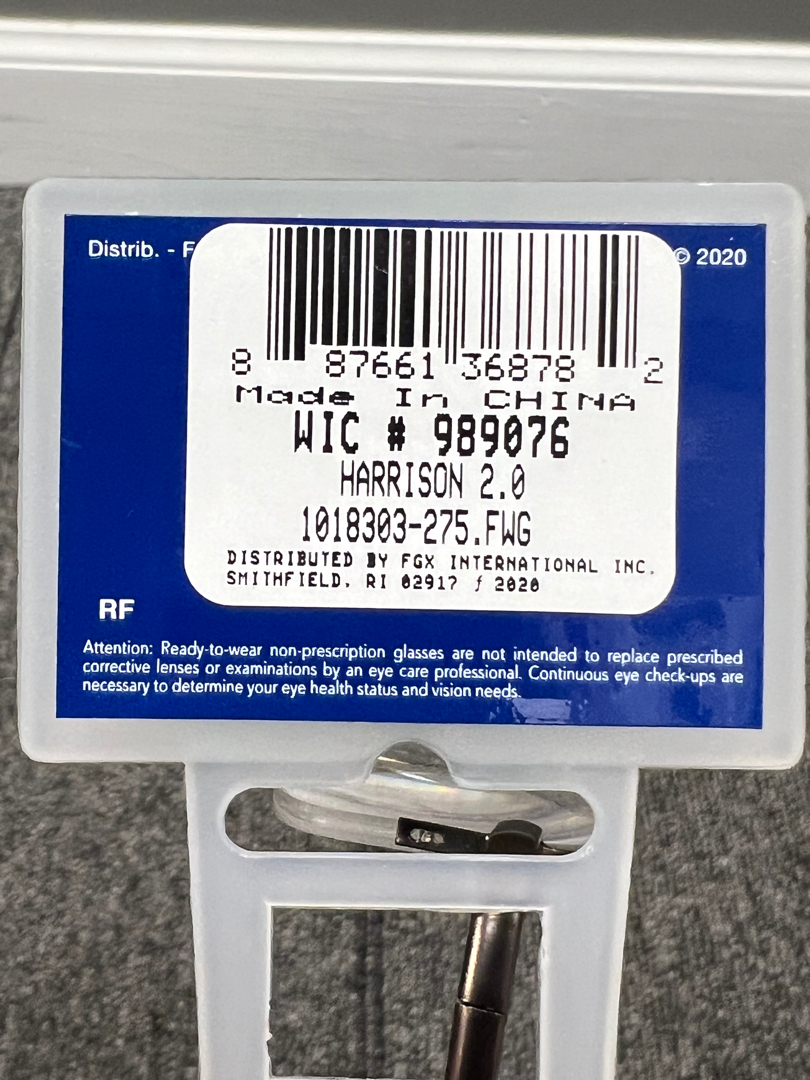 Distrib. - F
© 2020
8 87661 36878 2
Made In CHINA
WIC # 989076
HARRISON 2.0
1018303-275.FWG
DISTRIBUTED BY FGX INTERNATIONAL INC.
SMITHFIELD, RI 02917 ƒ 2020
RF
Attention: Ready-to-wear non-prescription glasses are not intended to replace prescribed
corrective lenses or examinations by an eye care professional. Continuous eye check-ups are
necessary to determine your eye health status and vision needs.